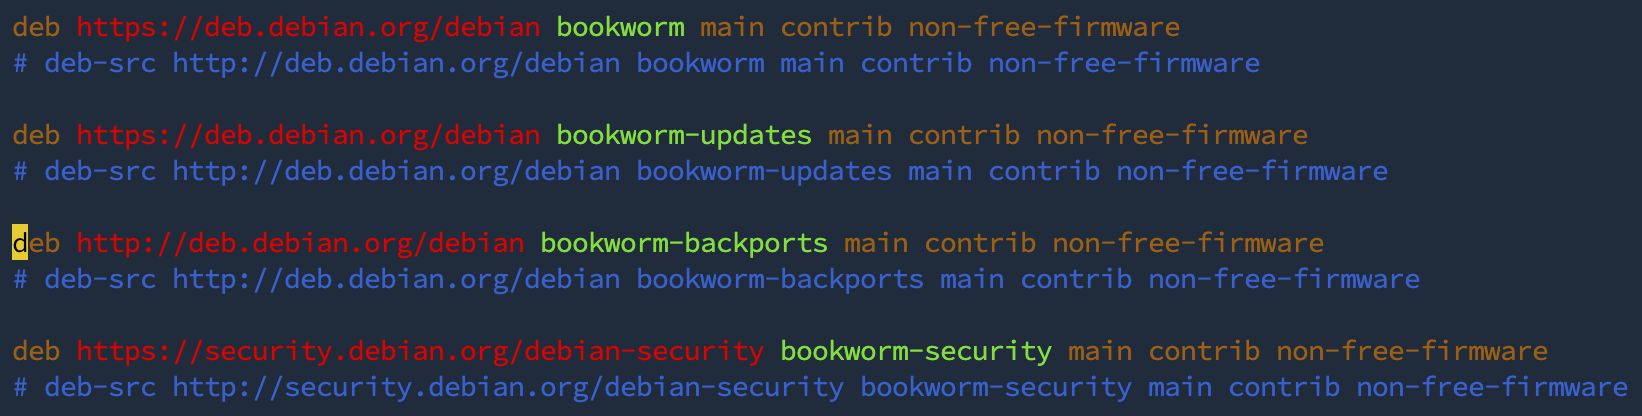 deb https://deb.debian.org/debian bookworm main contrib non-free-firmware
# deb-src http://deb.debian.org/debian bookworm main contrib non-free-firmware
deb https://deb.debian.org/debian bookworm-updates main contrib non-free-firmware
# deb-src http://deb.debian.org/debian bookworm-updates main contrib non-free-firmware
deb http://deb.debian.org/debian bookworm-backports main contrib non-free-firmware
# deb-src http://deb.debian.org/debian bookworm-backports main contrib non-free-firmware
deb https://security.debian.org/debian-security bookworm-security main contrib non-free-firmware
# deb-src http://security.debian.org/debian-security bookworm-security main contrib non-free-firmware